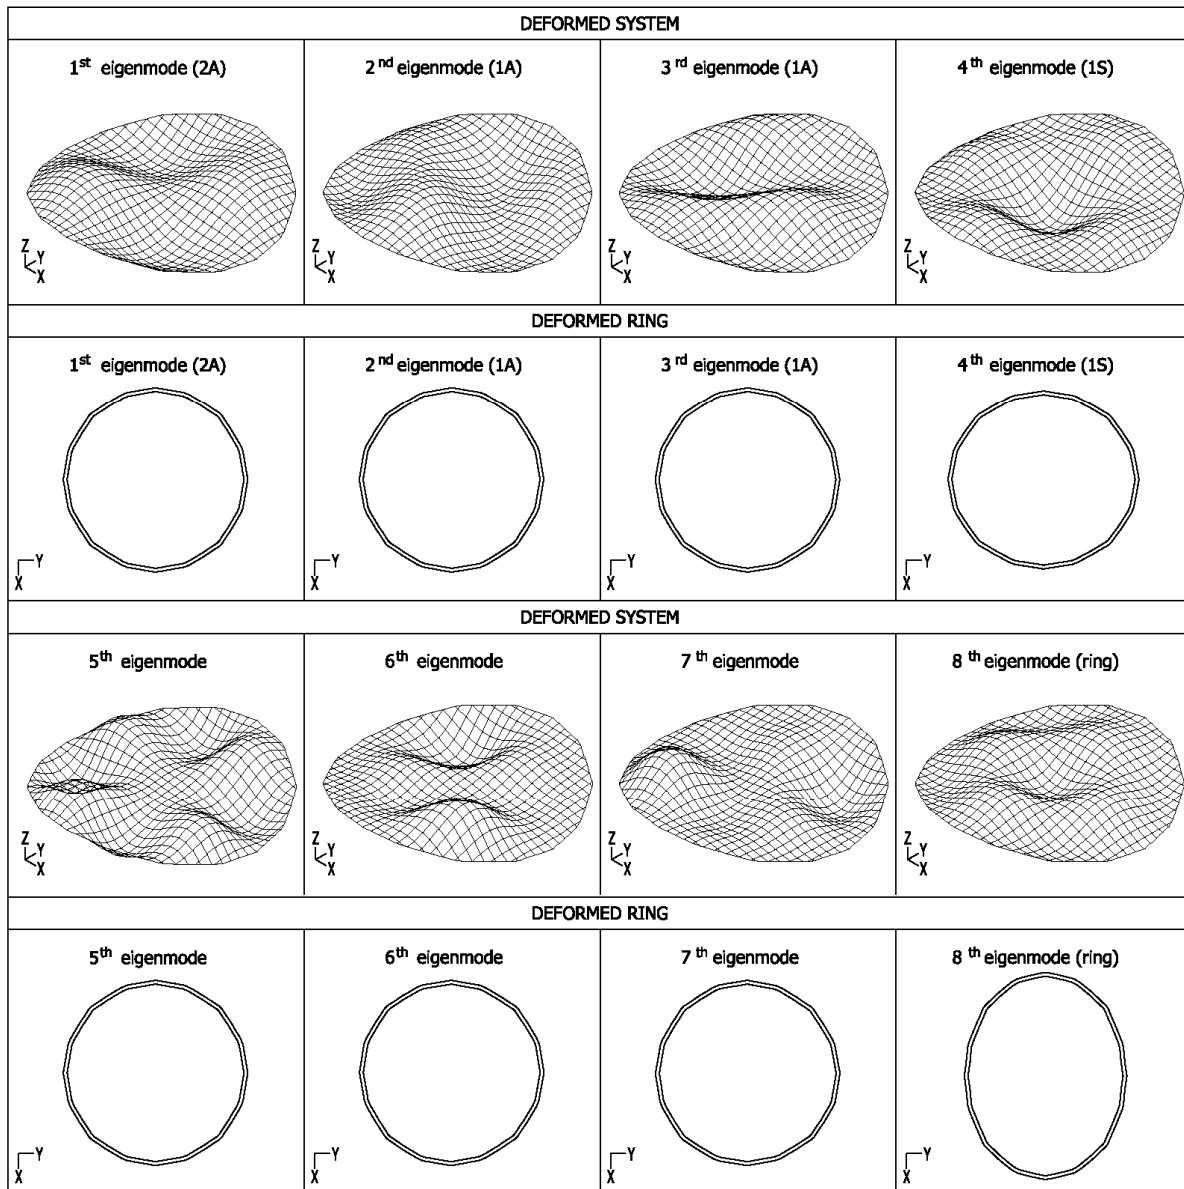 DEFORMED SYSTEM
1st eigenmode (2A) 2nd eigenmode (1A) 3rd eigenmode (1A) 4th eigenmode (1S)
Z Y X Z Y X Z Y X Z Y X
DEFORMED RING
1st eigenmode (2A) 2nd eigenmode (1A) 3rd eigenmode (1A) 4th eigenmode (1S)
Y Y Y Y
X X X X
DEFORMED SYSTEM
5th eigenmode 6th eigenmode 7th eigenmode 8th eigenmode (ring)
Z Y X Z Y X Z Y X Z Y X
DEFORMED RING
5th eigenmode 6th eigenmode 7th eigenmode 8th eigenmode (ring)
Y Y Y Y
X X X X